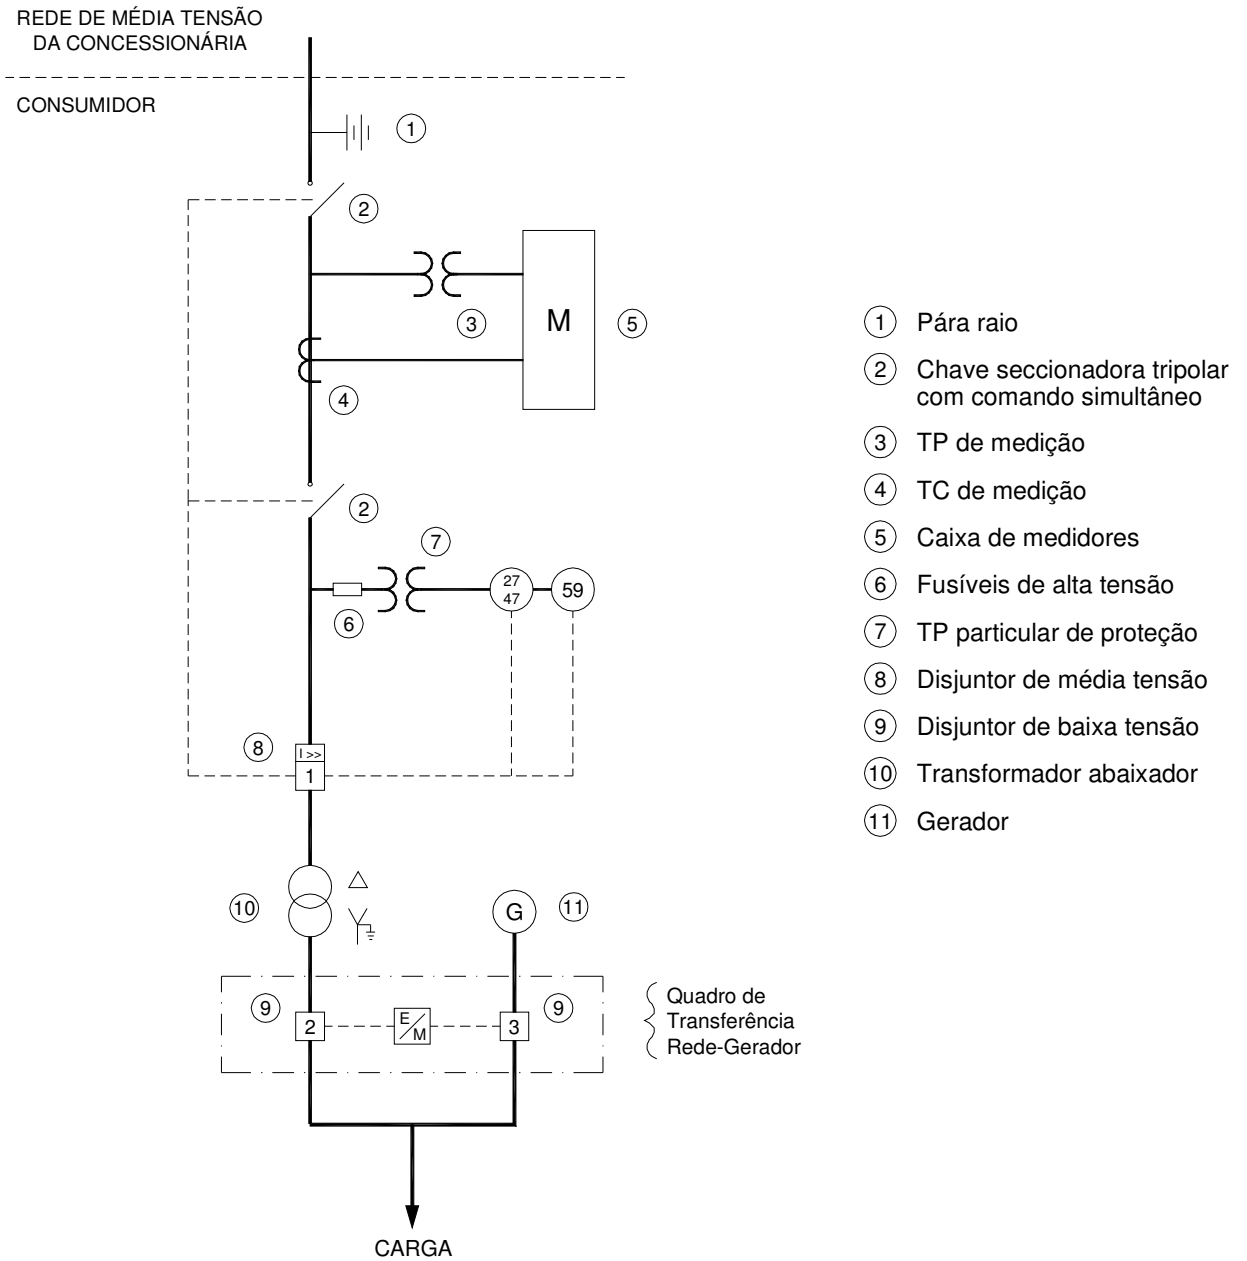 REDE DE MÉDIA TENSÃO
DA CONCESSIONÁRIA
CONSUMIDOR
1
2
3
M
5
4
2
7
27
47
59
6
8
I >>
1
10
G
11
9
2
E
M
3
9
Quadro de
Transferência
Rede-Gerador
CARGA
1 Pára raio
2 Chave seccionadora tripolar
com comando simultâneo
3 TP de medição
4 TC de medição
5 Caixa de medidores
6 Fusíveis de alta tensão
7 TP particular de proteção
8 Disjuntor de média tensão
9 Disjuntor de baixa tensão
10 Transformador abaixador
11 Gerador